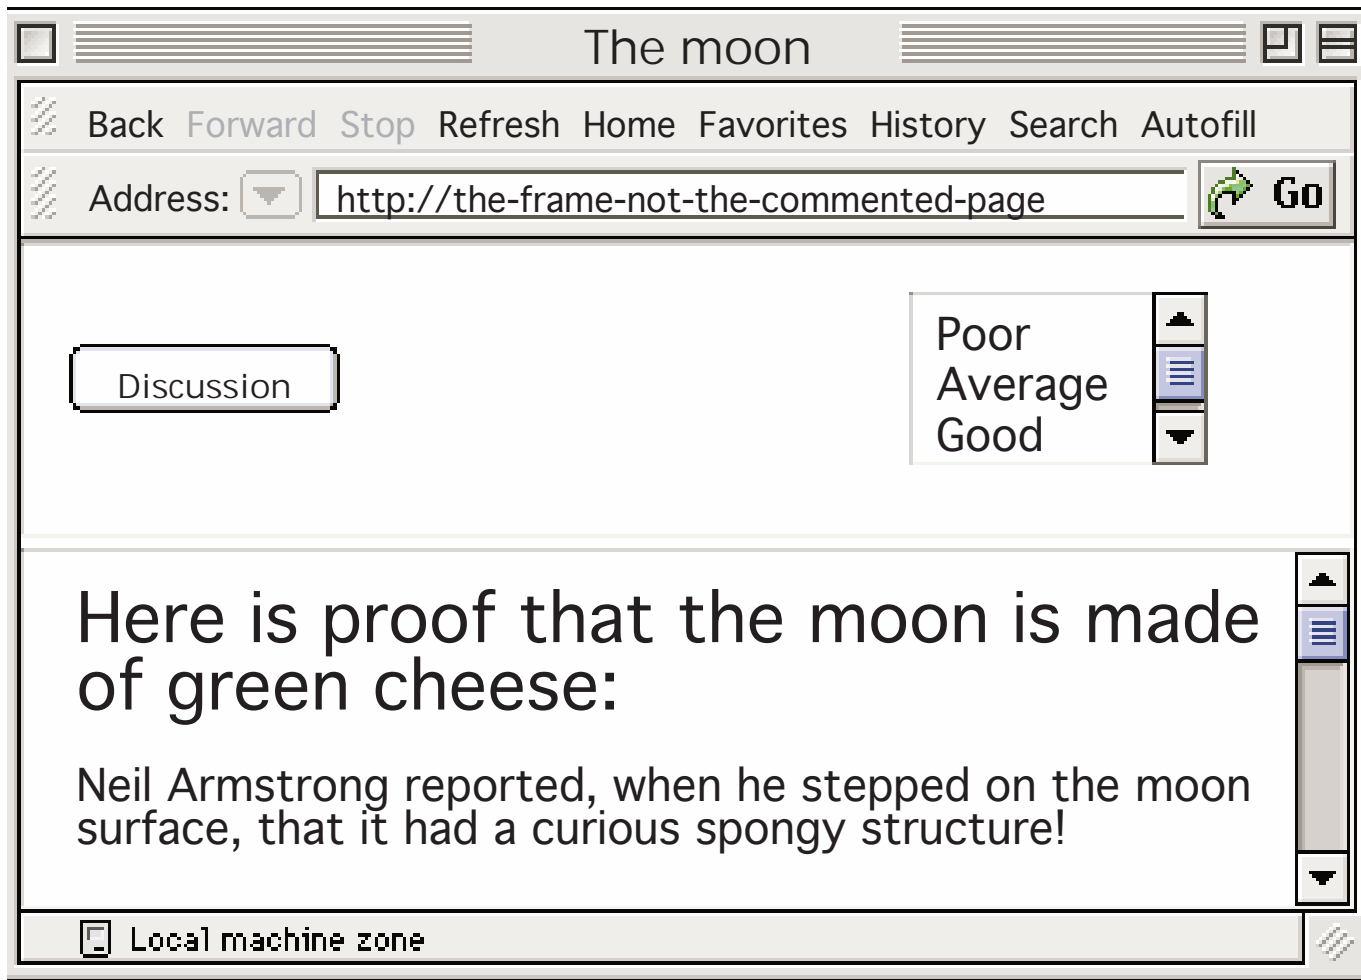 The moon
Back Forward Stop Refresh Home Favorites History Search Autofill
Address: http://the-frame-not-the-commented-page Go
Discussion
Poor
Average
Good
Here is proof that the moon is made
of green cheese:
Neil Armstrong reported, when he stepped on the moon
surface, that it had a curious spongy structure!
Local machine zone